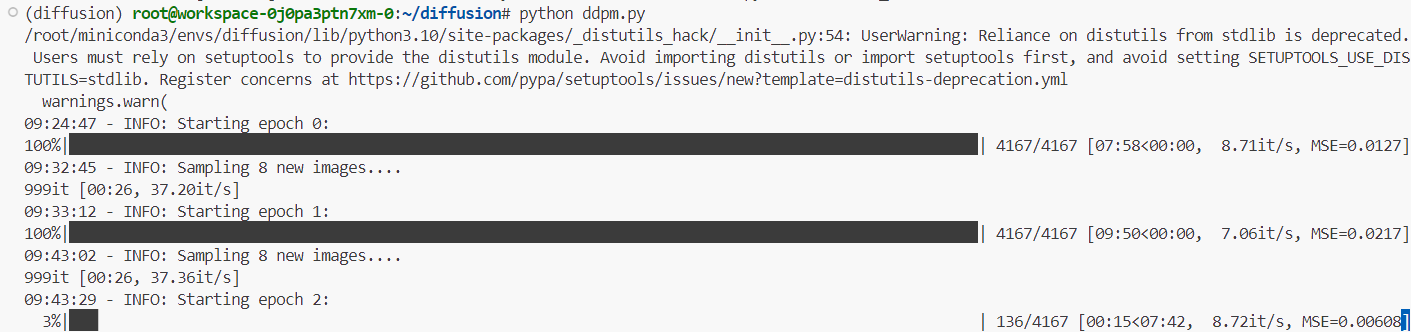 (diffusion) root@workspace-0j0pa3ptn7xm-0:~/diffusion# python ddpm.py
/root/miniconda3/envs/diffusion/lib/python3.10/site-packages/_distutils_hack/__init__.py:54: UserWarning: Reliance on distutils from stdlib is deprecated.
Users must rely on setuptools to provide the distutils module. Avoid importing distutils or import setuptools first, and avoid setting SETUPTOOLS_USE_DIS
TUTILS=stdlib. Register concerns at https://github.com/pypa/setuptools/issues/new?template=distutils-deprecation.yml
warnings.warn(
09:24:47 - INFO: Starting epoch 0:
100%| | 4167/4167 [07:58<00:00, 8.71it/s, MSE=0.0127]
09:32:45 - INFO: Sampling 8 new images....
999it [00:26, 37.20it/s]
09:33:12 - INFO: Starting epoch 1:
100%| | 4167/4167 [09:50<00:00, 7.06it/s, MSE=0.0217]
09:43:02 - INFO: Sampling 8 new images....
999it [00:26, 37.36it/s]
09:43:29 - INFO: Starting epoch 2:
3%| | 136/4167 [00:15<07:42, 8.72it/s, MSE=0.00608]